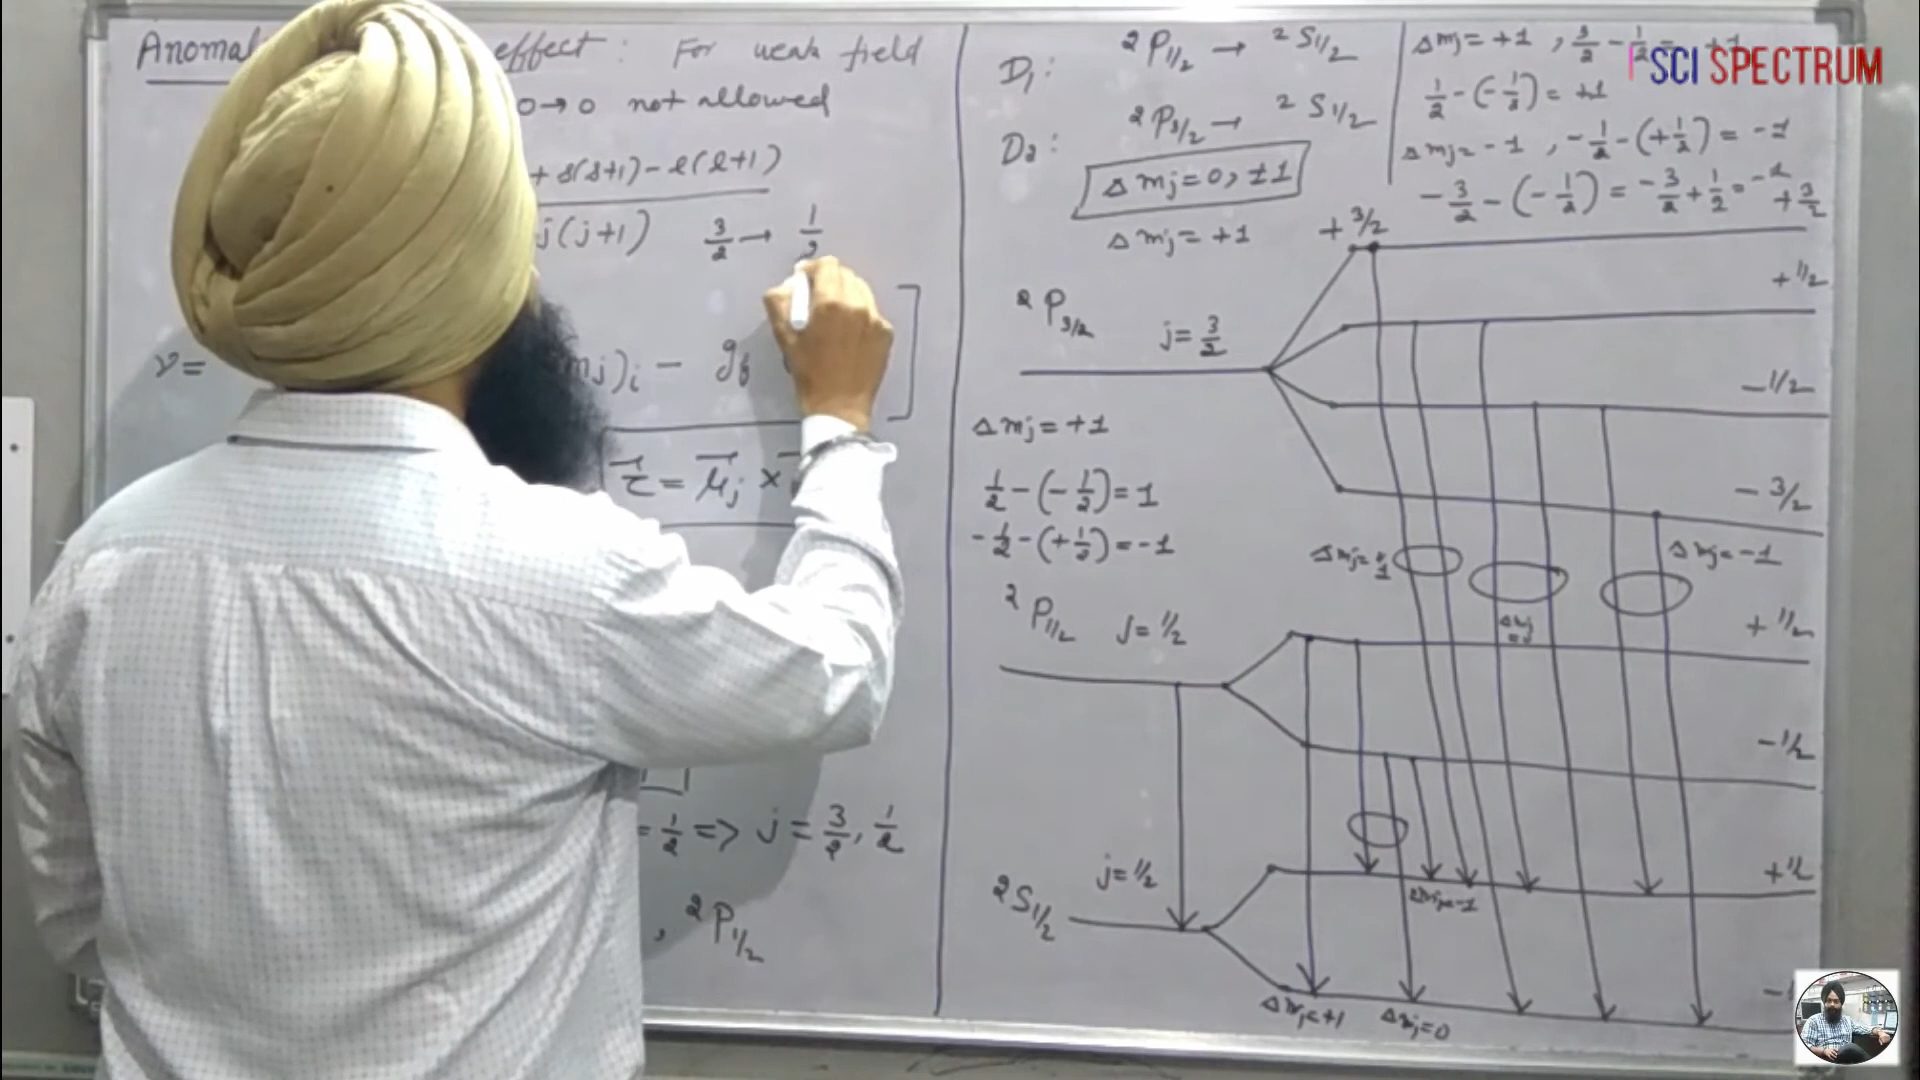 Anomal effect : For weak field
0→0 not allowed
+ s(s+1) - l(l+1)
j(j+1) 3/2 → 1/2
ν = mj)i - gf
τ = μj ×
= 1/2 => j = 3/2, 1/2
, ²P1/2
D1 : ²P1/2 → ²S1/2
D2 : ²P3/2 → ²S1/2
Δmj = 0, ±1
Δmj = +1
Δmj = +1 , 3/2 - 1/2 = +1
1/2 - (-1/2) = +1
Δmj = -1 , -1/2 - (+1/2) = -1
-3/2 - (-1/2) = -3/2 + 1/2 = -1
SCI SPECTRUM
+3/2
+3/2
+1/2
²P3/2 j = 3/2
-1/2
-3/2
Δmj = +1
1/2 - (-1/2) = 1
-1/2 - (+1/2) = -1
Δmj = +1
Δmj = -1
²P1/2 J = 1/2
+1/2
-1/2
²S1/2 j = 1/2
+1/2
Δmj = -1
Δmj = +1
Δmj = 0